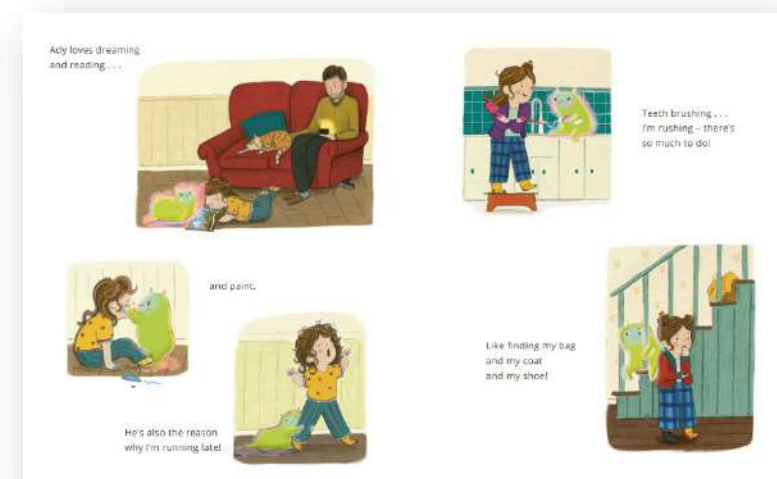 Ady loves dreaming
and reading . . .
and paint.
He's also the reason
why I'm running late!
Teeth brushing . . .
I'm rushing – there's
so much to do!
Like finding my bag
and my coat
and my shoe!